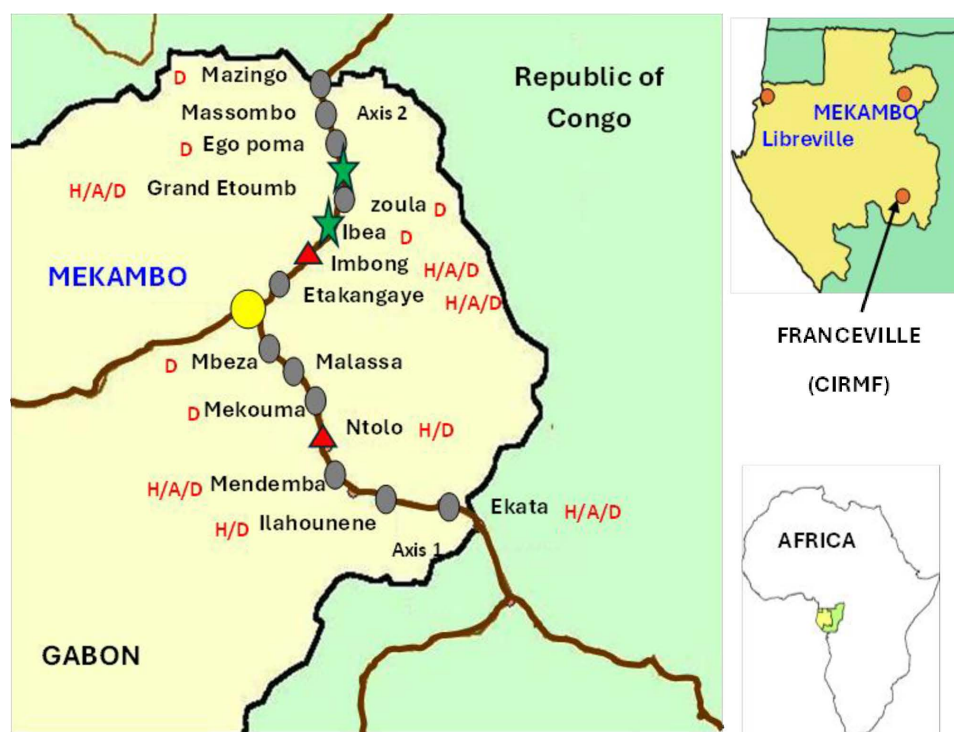 D Mazingo
Massombo
Axis 2
D Ego poma
H/A/D Grand Etoumb
zoula D
Ibea D
Imbong H/A/D
MEKAMBO
Etakangaye H/A/D
D Mbeza
Malassa
D Mekouma
Ntolo H/D
H/A/D Mendemba
H/D Ilahounene
Ekata H/A/D
Axis 1
GABON
Republic of
Congo
MEKAMBO
Libreville
FRANCEVILLE
(CIRMF)
AFRICA